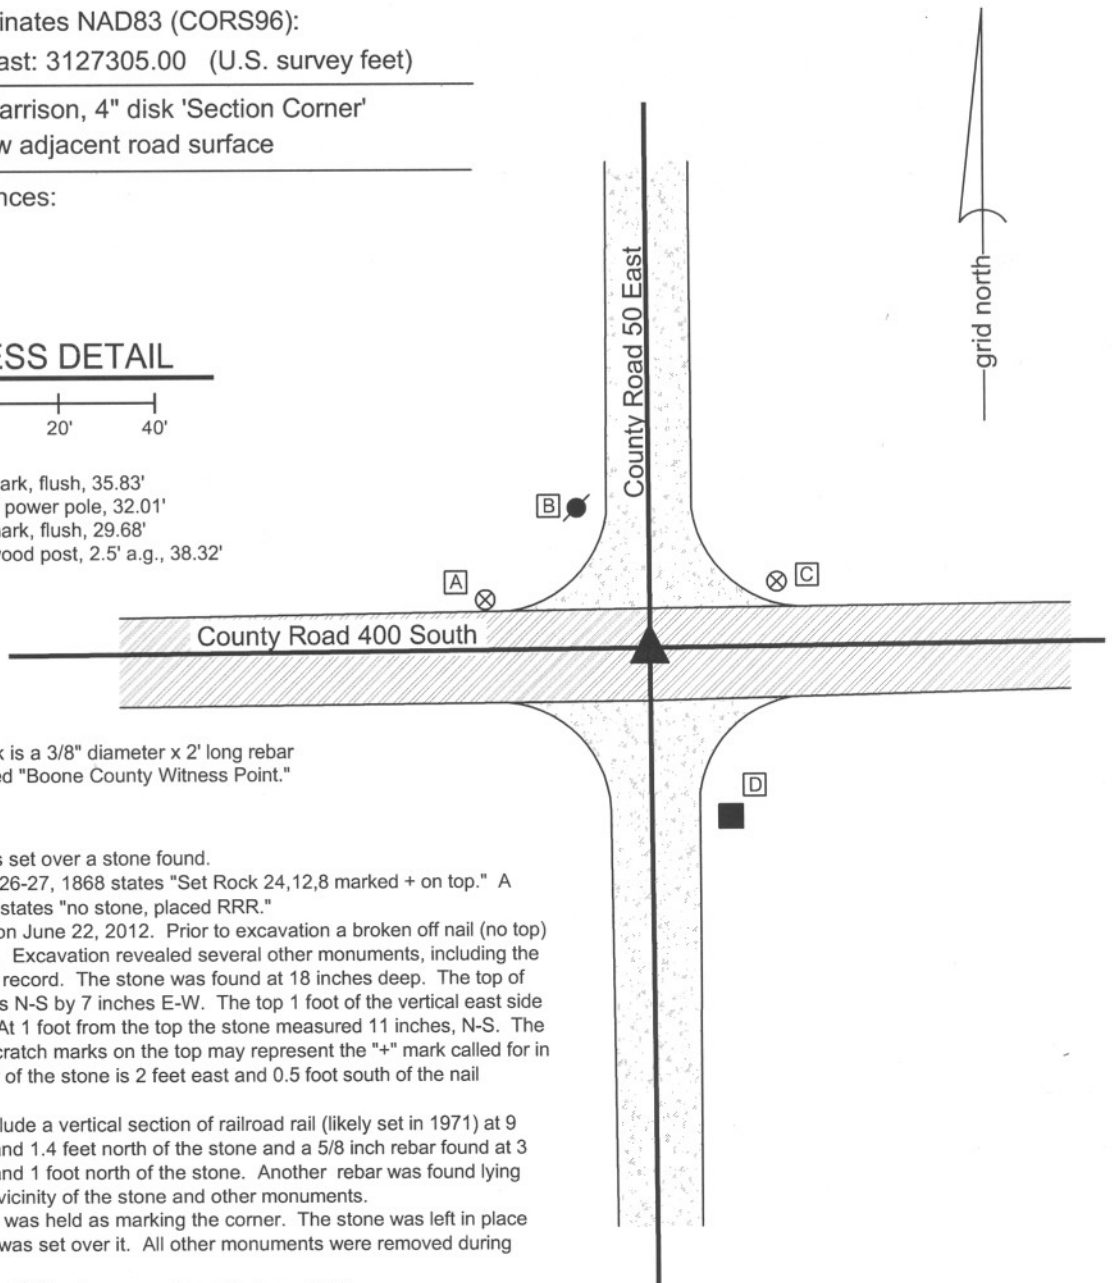 inates NAD83 (CORS96):
ast: 3127305.00 (U.S. survey feet)
arrison, 4" disk 'Section Corner'
w adjacent road surface
nces:
ESS DETAIL
20' 40'
ark, flush, 35.83'
power pole, 32.01'
ark, flush, 29.68'
ood post, 2.5' a.g., 38.32'
County Road 50 East
grid north
B
A
C
County Road 400 South
D
k is a 3/8" diameter x 2' long rebar
ed "Boone County Witness Point."
s set over a stone found.
26-27, 1868 states "Set Rock 24,12,8 marked + on top." A
states "no stone, placed RRR."
on June 22, 2012. Prior to excavation a broken off nail (no top)
Excavation revealed several other monuments, including the
record. The stone was found at 18 inches deep. The top of
s N-S by 7 inches E-W. The top 1 foot of the vertical east side
At 1 foot from the top the stone measured 11 inches, N-S. The
cratch marks on the top may represent the "+" mark called for in
of the stone is 2 feet east and 0.5 foot south of the nail
lude a vertical section of railroad rail (likely set in 1971) at 9
and 1.4 feet north of the stone and a 5/8 inch rebar found at 3
and 1 foot north of the stone. Another rebar was found lying
vicinity of the stone and other monuments.
was held as marking the corner. The stone was left in place
was set over it. All other monuments were removed during